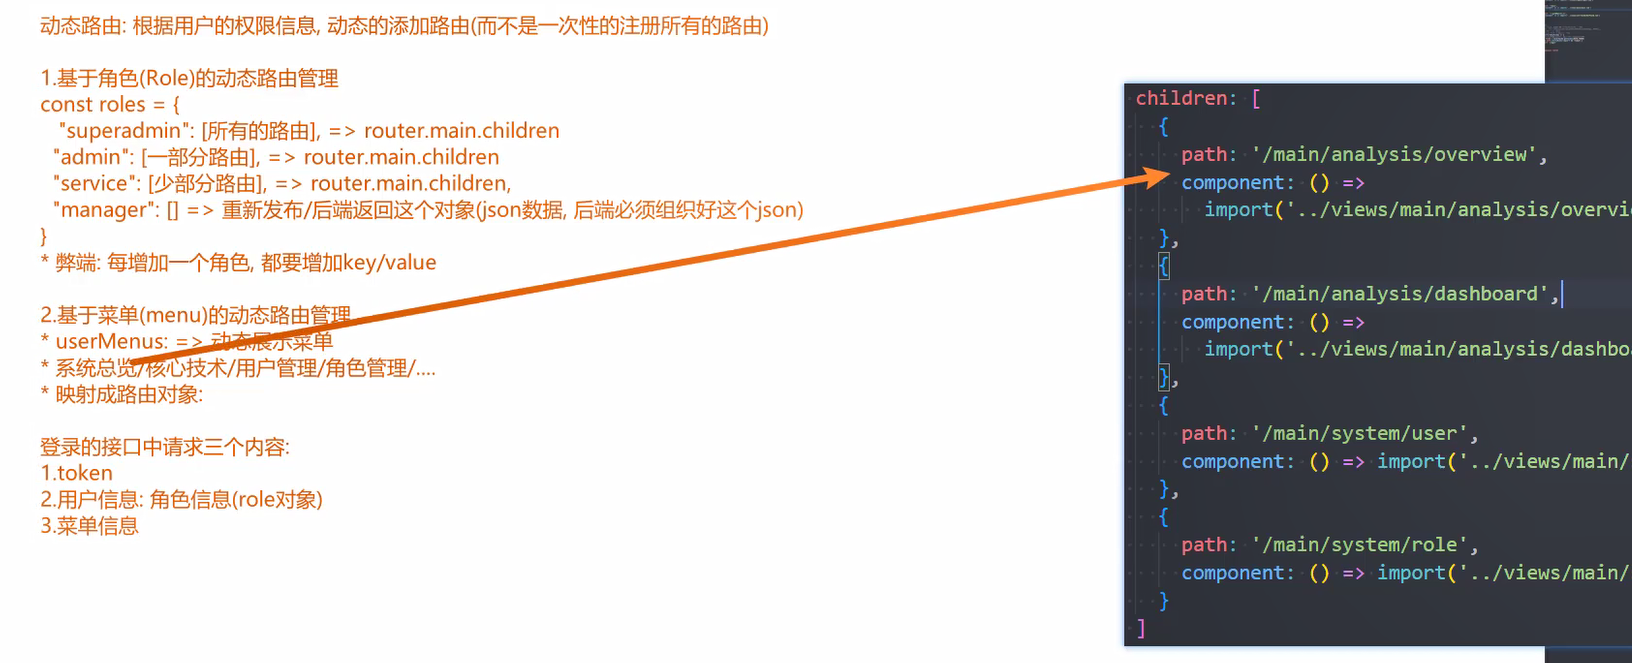 动态路由: 根据用户的权限信息, 动态的添加路由(而不是一次性的注册所有的路由)
1.基于角色(Role)的动态路由管理
const roles = {
"superadmin": [所有的路由], => router.main.children
"admin": [一部分路由], => router.main.children
"service": [少部分路由], => router.main.children,
"manager": [] => 重新发布/后端返回这个对象(json数据, 后端必须组织好这个json)
}
* 弊端: 每增加一个角色, 都要增加key/value
2.基于菜单(menu)的动态路由管理
* userMenus: => 动态展示菜单
* 系统总览/核心技术/用户管理/角色管理/....
* 映射成路由对象:
登录的接口中请求三个内容:
1.token
2.用户信息: 角色信息(role对象)
3.菜单信息
children: [
{
path: '/main/analysis/overview',
component: () =>
import('../views/main/analysis/overvi
},
{
path: '/main/analysis/dashboard',
component: () =>
import('../views/main/analysis/dashbo
},
{
path: '/main/system/user',
component: () => import('../views/main/
},
{
path: '/main/system/role',
component: () => import('../views/main/
}
]